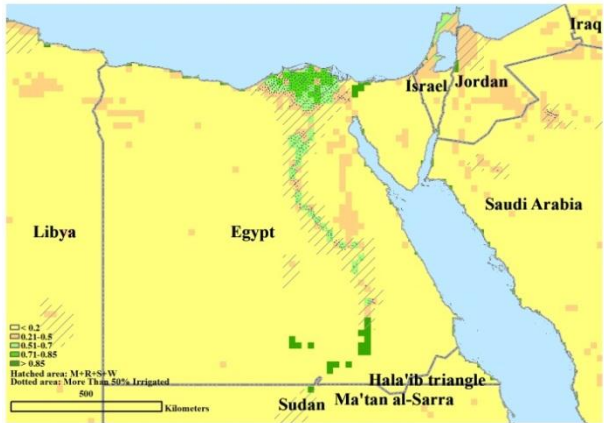 Iraq
Israel
Jordan
Saudi Arabia
Libya
Egypt
< 0.2
0.21-0.5
0.51-0.7
0.71-0.85
> 0.85
Hatched area: M+R+S+W
Dotted area: More Than 50% Irrigated
500
Kilometers
Hala'ib triangle
Sudan
Ma'tan al-Sarra